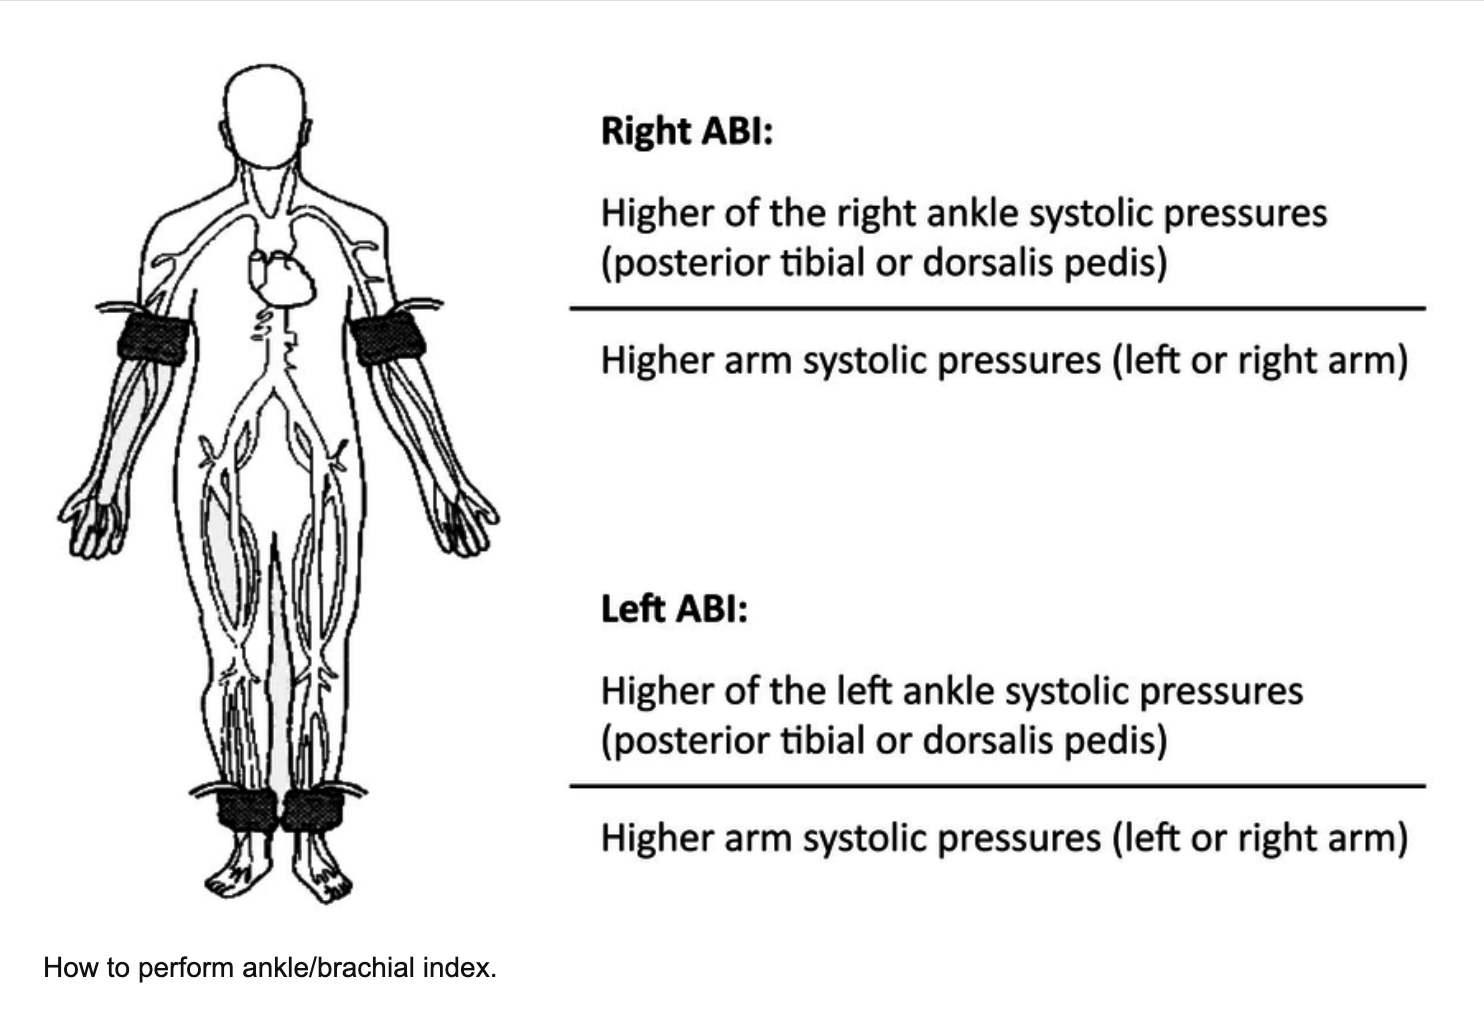 Right ABI:
Higher of the right ankle systolic pressures
(posterior tibial or dorsalis pedis)
Higher arm systolic pressures (left or right arm)
Left ABI:
Higher of the left ankle systolic pressures
(posterior tibial or dorsalis pedis)
Higher arm systolic pressures (left or right arm)
How to perform ankle/brachial index.